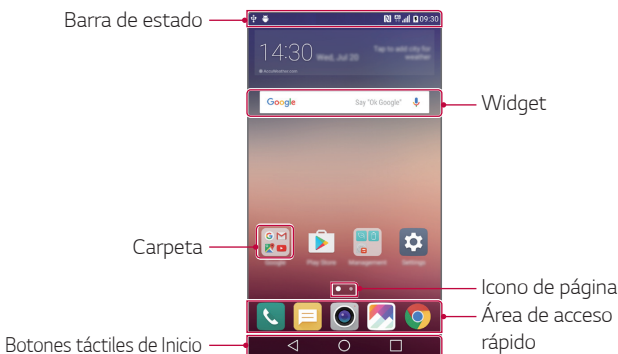 Barra de estado
09:30
14:30 Wed, Jul 20
Tap to add city for
weather
AccuWeather.com
Google
Say "Ok Google"
Widget
Carpeta
Google
Play Store
Management
Settings
Icono de página
Área de acceso
rápido
Botones táctiles de Inicio